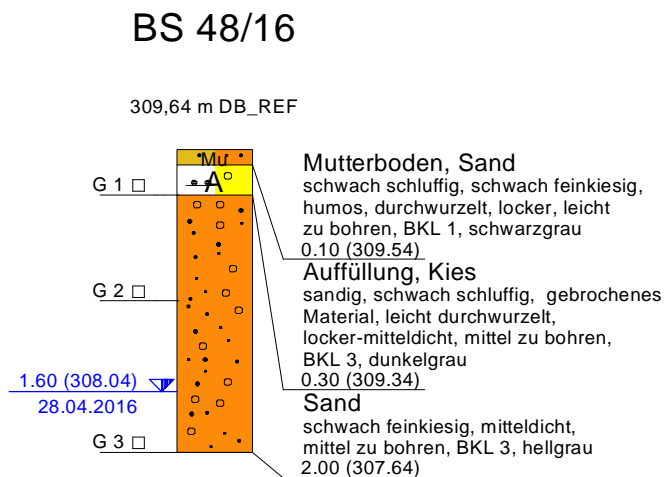 BS 48/16
309,64 m DB_REF
Mu
A
G 1
G 2
1.60 (308.04)
28.04.2016
G 3
Mutterboden, Sand
schwach schluffig, schwach feinkiesig,
humos, durchwurzelt, locker, leicht
zu bohren, BKL 1, schwarzgrau
0.10 (309.54)
Auffüllung, Kies
sandig, schwach schluffig, gebrochenes
Material, leicht durchwurzelt,
locker-mitteldicht, mittel zu bohren,
BKL 3, dunkelgrau
0.30 (309.34)
Sand
schwach feinkiesig, mitteldicht,
mittel zu bohren, BKL 3, hellgrau
2.00 (307.64)